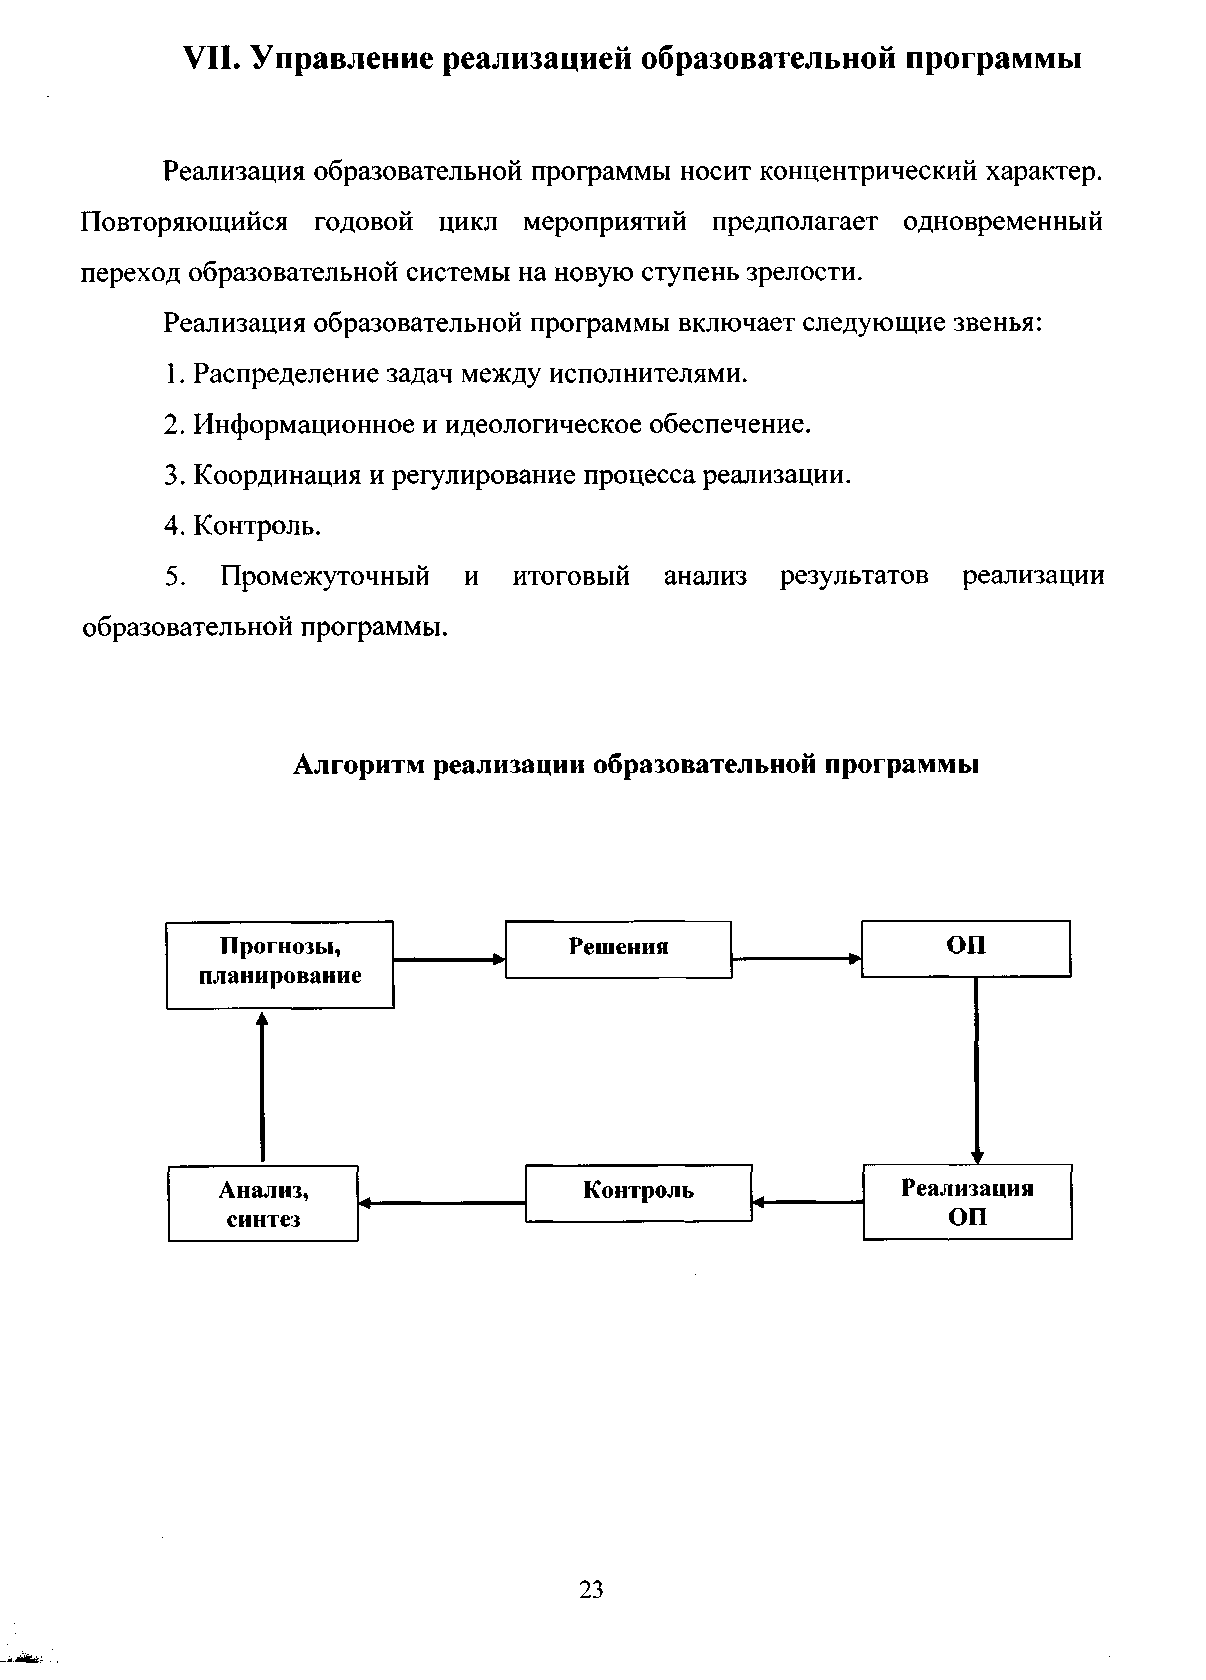 VII. Управление реализацией образовательной программы
Реализация образовательной программы носит концентрический характер.
Повторяющийся годовой цикл мероприятий предполагает одновременный
переход образовательной системы на новую ступень зрелости.
Реализация образовательной программы включает следующие звенья:
1. Распределение задач между исполнителями.
2. Информационное и идеологическое обеспечение.
3. Координация и регулирование процесса реализации.
4. Контроль.
5. Промежуточный и итоговый анализ результатов реализации
образовательной программы.
Алгоритм реализации образовательной программы
Прогнозы,
планирование
Решения
ОП
Анализ,
синтез
Контроль
Реализация
ОП
23